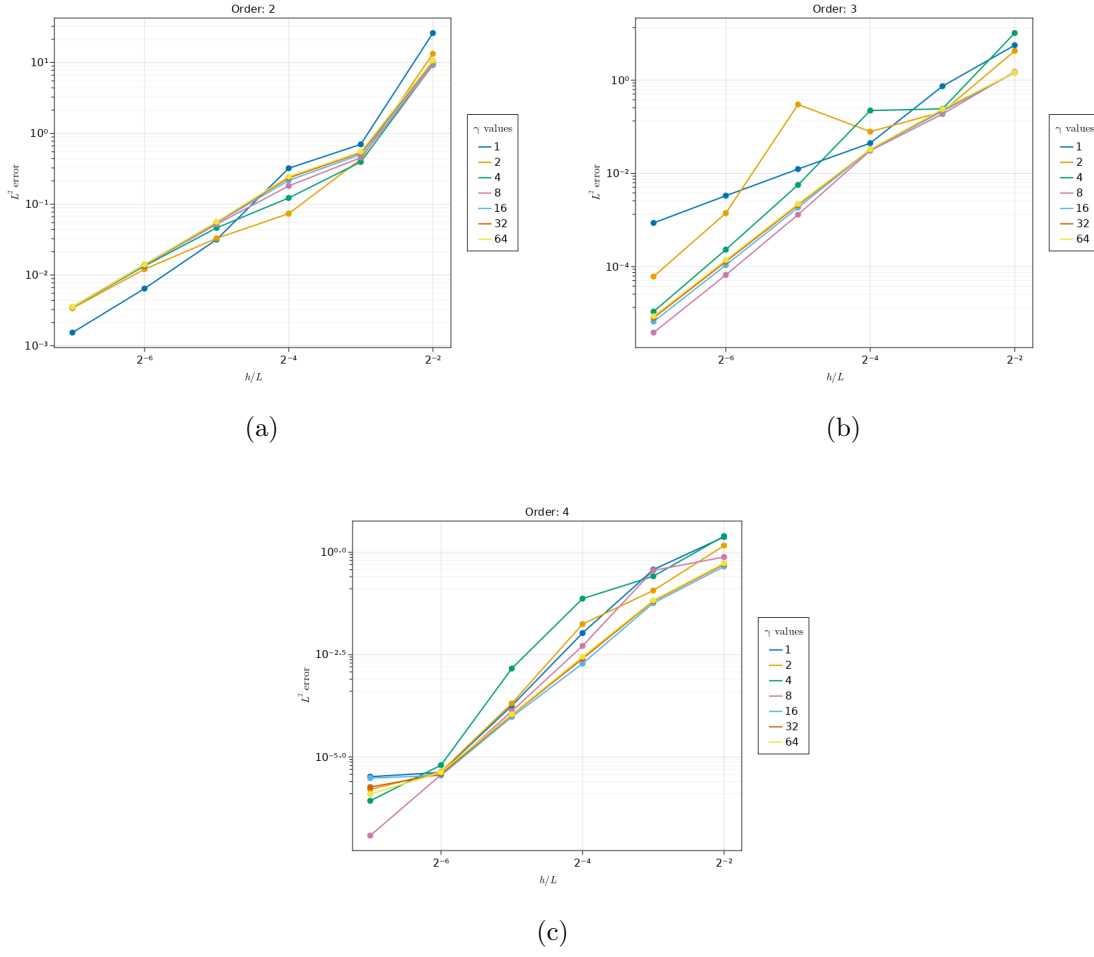 Order: 2
10¹
10⁰
10⁻¹
10⁻²
10⁻³
L² error
2⁻⁶
2⁻⁴
2⁻²
h/L
γ values
1
2
4
8
16
32
64
(a)
Order: 3
10⁰
10⁻²
10⁻⁴
L² error
2⁻⁶
2⁻⁴
2⁻²
h/L
γ values
1
2
4
8
16
32
64
(b)
Order: 4
10⁰·⁰
10⁻²·⁵
10⁻⁵·⁰
L² error
2⁻⁶
2⁻⁴
2⁻²
h/L
γ values
1
2
4
8
16
32
64
(c)